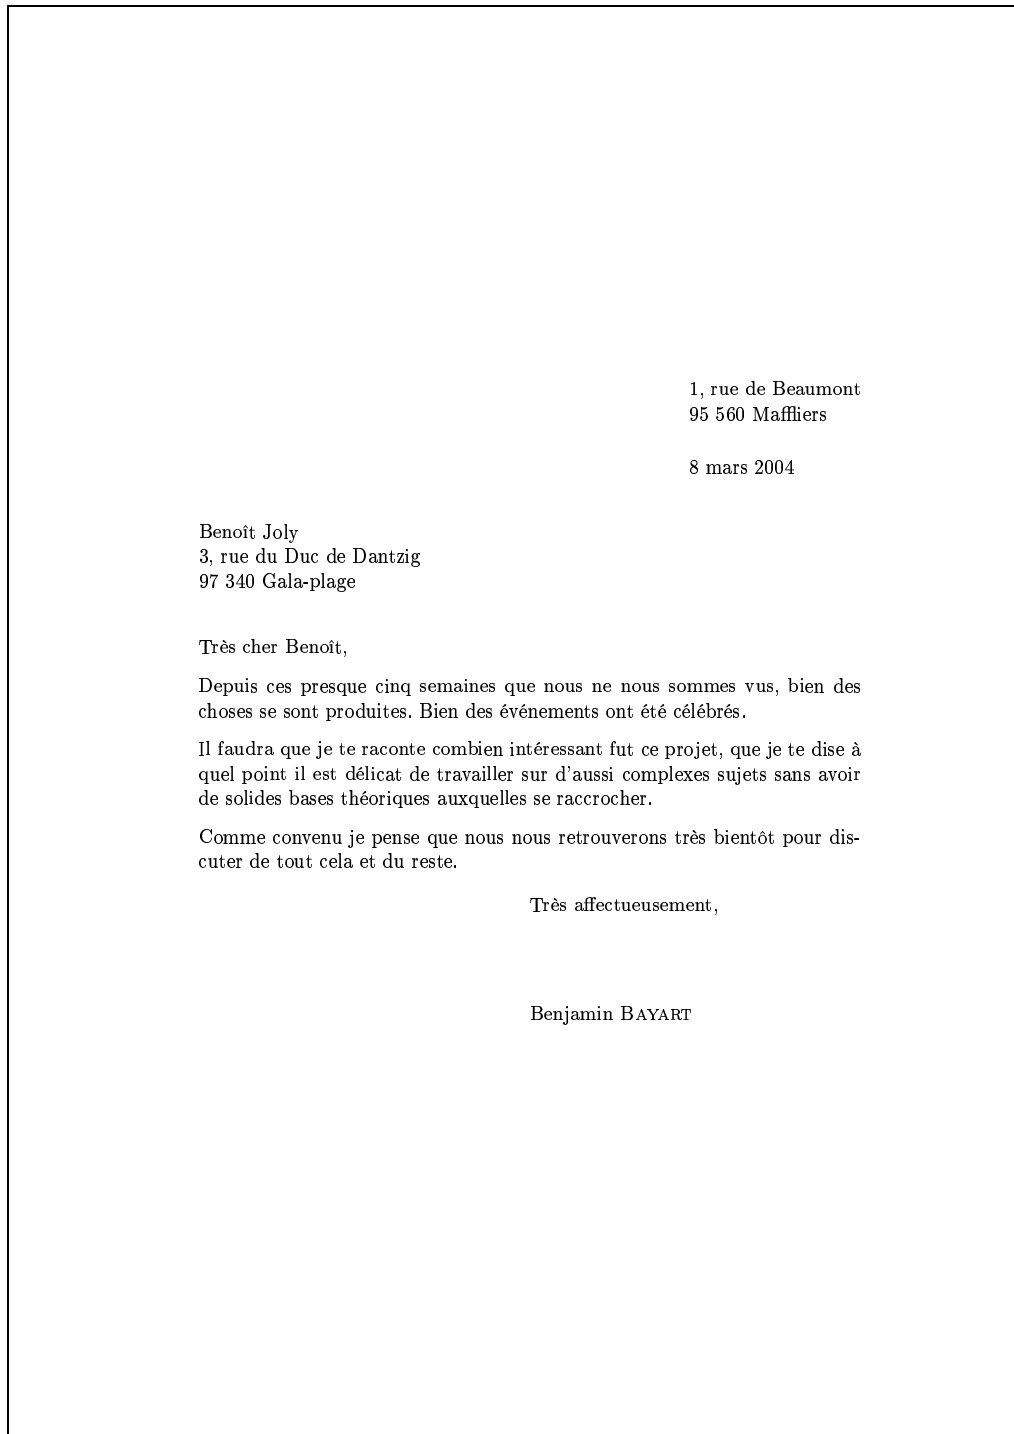 1, rue de Beaumont
95 560 Maffliers
8 mars 2004
Benoît Joly
3, rue du Duc de Dantzig
97 340 Gala-plage
Très cher Benoît,
Depuis ces presque cinq semaines que nous ne nous sommes vus, bien des
choses se sont produites. Bien des événements ont été célébrés.
Il faudra que je te raconte combien intéressant fut ce projet, que je te dise à
quel point il est délicat de travailler sur d'aussi complexes sujets sans avoir
de solides bases théoriques auxquelles se raccrocher.
Comme convenu je pense que nous nous retrouverons très bientôt pour dis-
cuter de tout cela et du reste.
Très affectueusement,
Benjamin BAYART